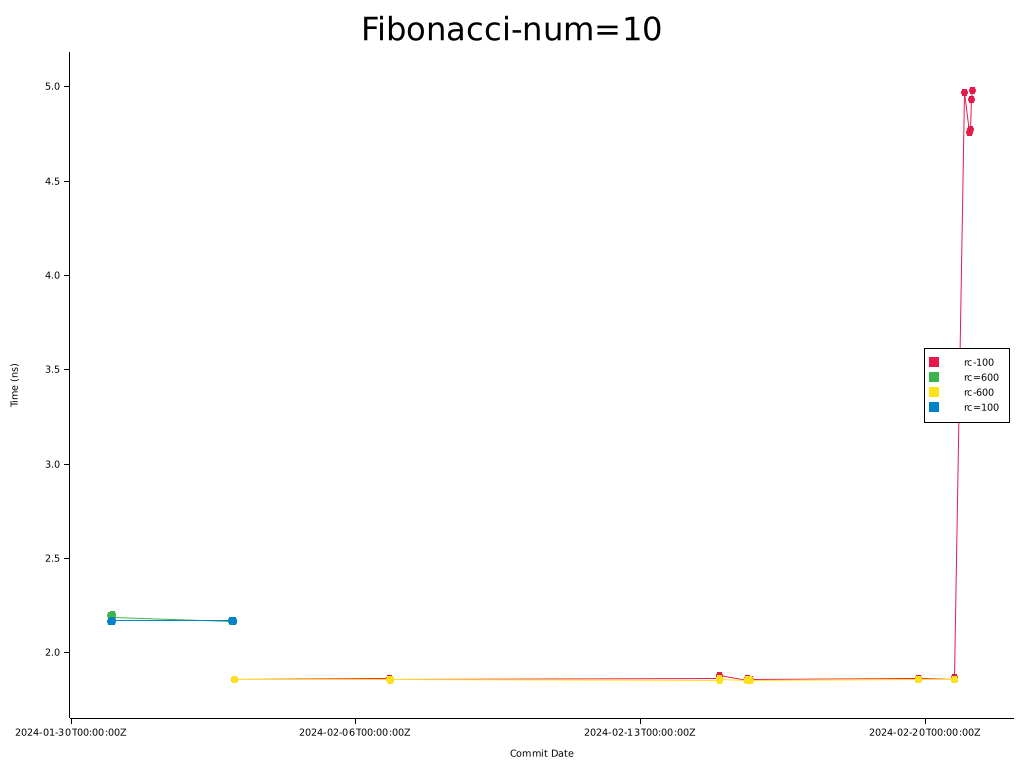 Fibonacci-num=10
5.0
4.5
4.0
3.5
3.0
2.5
2.0
Time (ns)
rc-100
rc=600
rc-600
rc=100
2024-01-30T00:00:00Z
2024-02-06T00:00:00Z
2024-02-13T00:00:00Z
2024-02-20T00:00:00Z
Commit Date